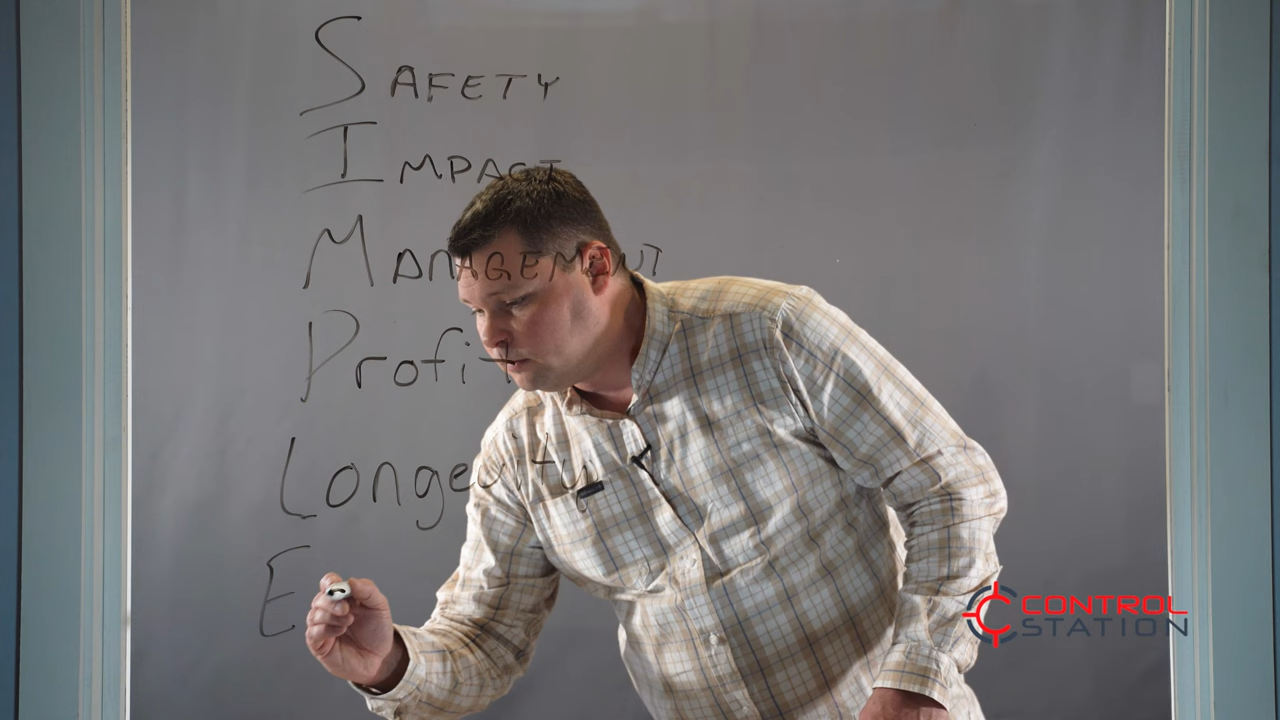 SAFETY
IMPACT
MANAGEMENT
Profit
Longevity
E
CONTROL
STATION